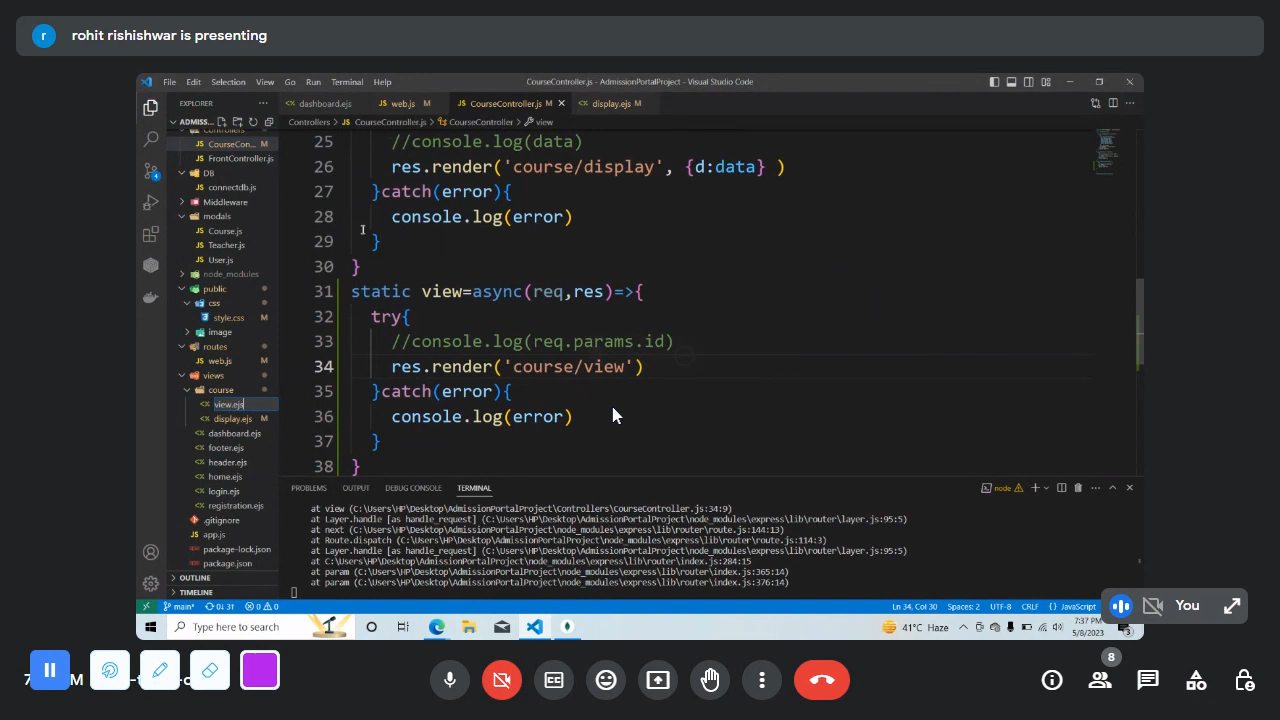 r rohit rishishwar is presenting
File Edit Selection View Go Run Terminal Help
CourseController.js - AdmissionPortalProject - Visual Studio Code
EXPLORER
dashboard.ejs
web.js M
CourseController.js M
display.ejs M
ADMISS...
Controllers > CourseController.js > CourseController > view
Controllers
CourseCon... M
FrontController.js
DB
connectdb.js
Middleware
modals
Course.js
Teacher.js
User.js
node_modules
public
css
style.css M
image
routes
web.js M
views
course
view.ejs
display.ejs M
dashboard.ejs
footer.ejs
header.ejs
home.ejs
login.ejs
registration.ejs
.gitignore
app.js
package-lock.json
package.json
OUTLINE
TIMELINE
25 //console.log(data)
26 res.render('course/display', {d:data} )
27 }catch(error){
28 console.log(error)
29 }
30 }
31 static view=async(req,res)=>{
32 try{
33 //console.log(req.params.id)
34 res.render('course/view')
35 }catch(error){
36 console.log(error)
37 }
38 }
PROBLEMS OUTPUT DEBUG CONSOLE TERMINAL
node
at view (C:\Users\HP\Desktop\AdmissionPortalProject\Controllers\CourseController.js:34:9)
at Layer.handle [as handle_request] (C:\Users\HP\Desktop\AdmissionPortalProject\node_modules\express\lib\router\layer.js:95:5)
at next (C:\Users\HP\Desktop\AdmissionPortalProject\node_modules\express\lib\router\route.js:144:13)
at Route.dispatch (C:\Users\HP\Desktop\AdmissionPortalProject\node_modules\express\lib\router\route.js:114:3)
at Layer.handle [as handle_request] (C:\Users\HP\Desktop\AdmissionPortalProject\node_modules\express\lib\router\layer.js:95:5)
at C:\Users\HP\Desktop\AdmissionPortalProject\node_modules\express\lib\router\index.js:284:15
at param (C:\Users\HP\Desktop\AdmissionPortalProject\node_modules\express\lib\router\index.js:365:14)
at param (C:\Users\HP\Desktop\AdmissionPortalProject\node_modules\express\lib\router\index.js:376:14)
main* 0↓ 31↑ 0 0
Ln 34, Col 30 Spaces: 2 UTF-8 CRLF {} JavaScript
You
Type here to search
41°C Haze
7:37 PM
5/8/2023
3
8